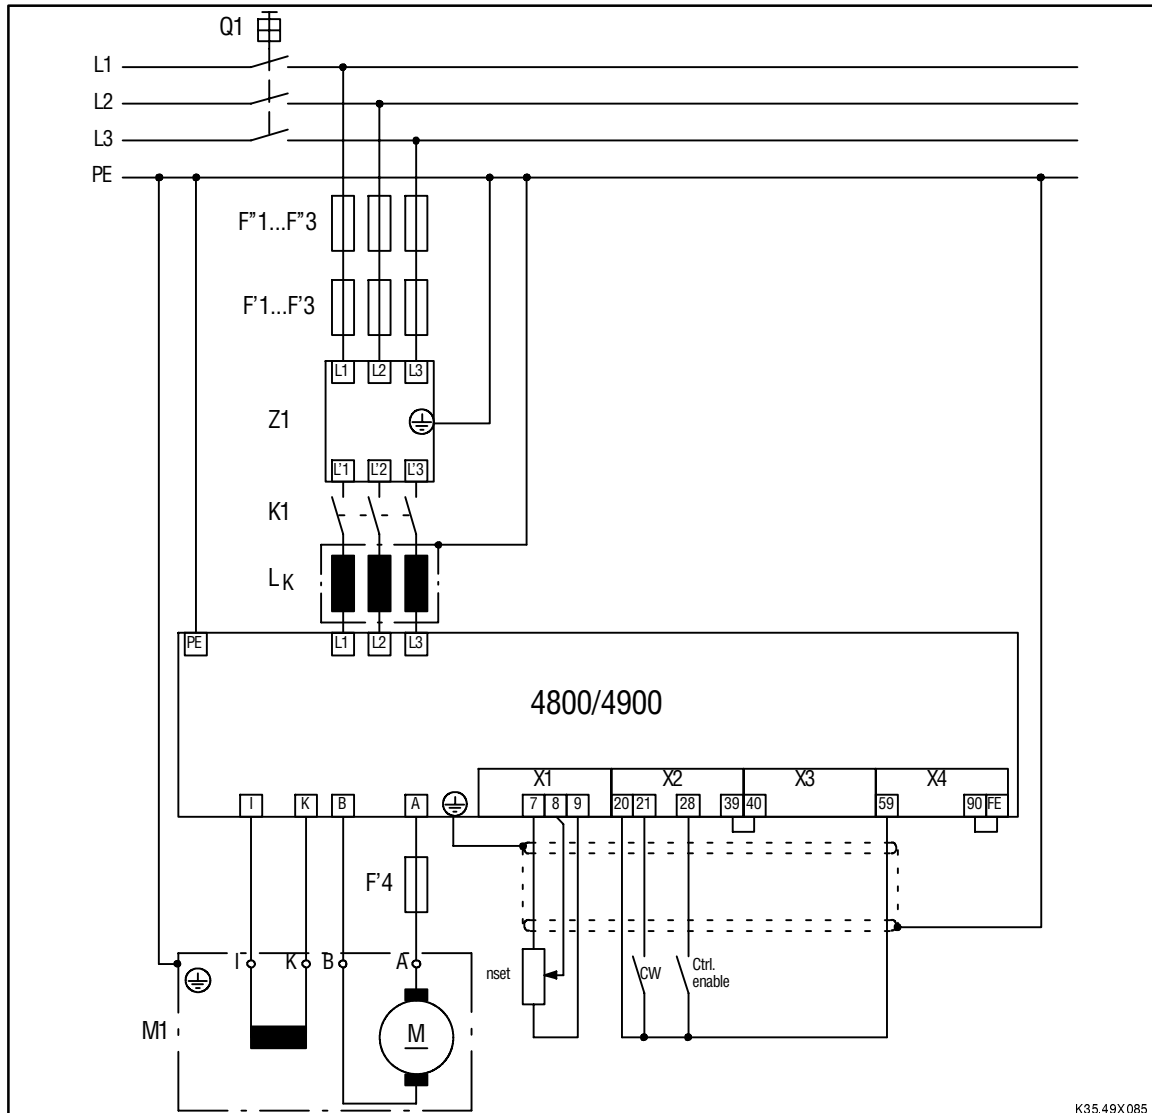 Q1
L1
L2
L3
PE
F"1...F"3
F'1...F'3
L1 L2 L3
Z1
L'1 L'2 L'3
K1
LK
PE L1 L2 L3
4800/4900
X1 X2 X3 X4
I K B A 7 8 9 20 21 28 39 40 59 90 FE
F'4
I K B A
nset CW Ctrl.
enable
M1 M
K35.49X085